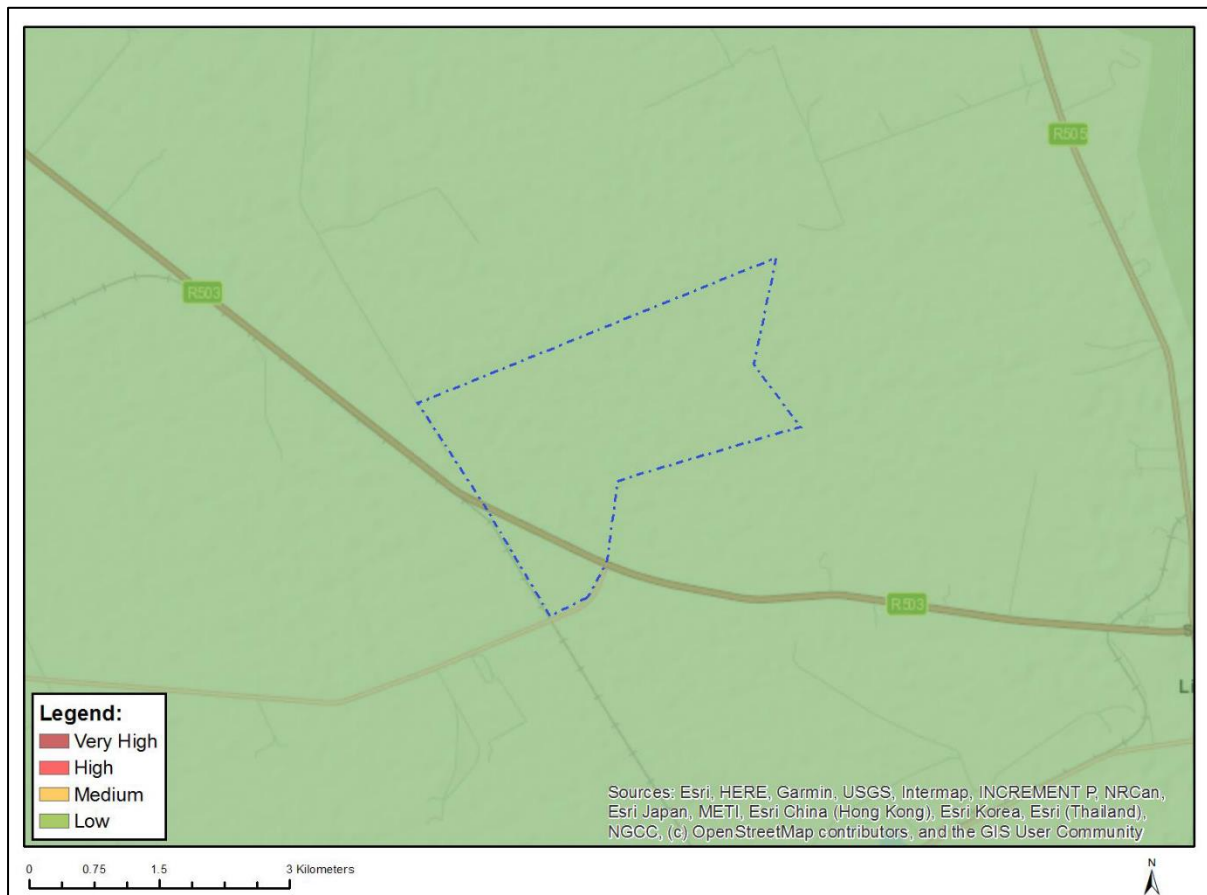 R505
R503
R503
S
Li
Legend:
Very High
High
Medium
Low
Sources: Esri, HERE, Garmin, USGS, Intermap, INCREMENT P, NRCan,
Esri Japan, METI, Esri China (Hong Kong), Esri Korea, Esri (Thailand),
NGCC, (c) OpenStreetMap contributors, and the GIS User Community
0 0.75 1.5 3 Kilometers
N